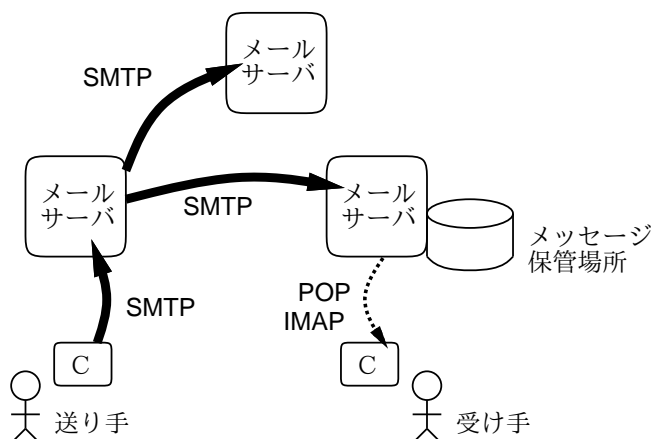 メール
サーバ
SMTP
メール
サーバ
SMTP
メール
サーバ
メッセージ
保管場所
SMTP
POP
IMAP
C
送り手
C
受け手